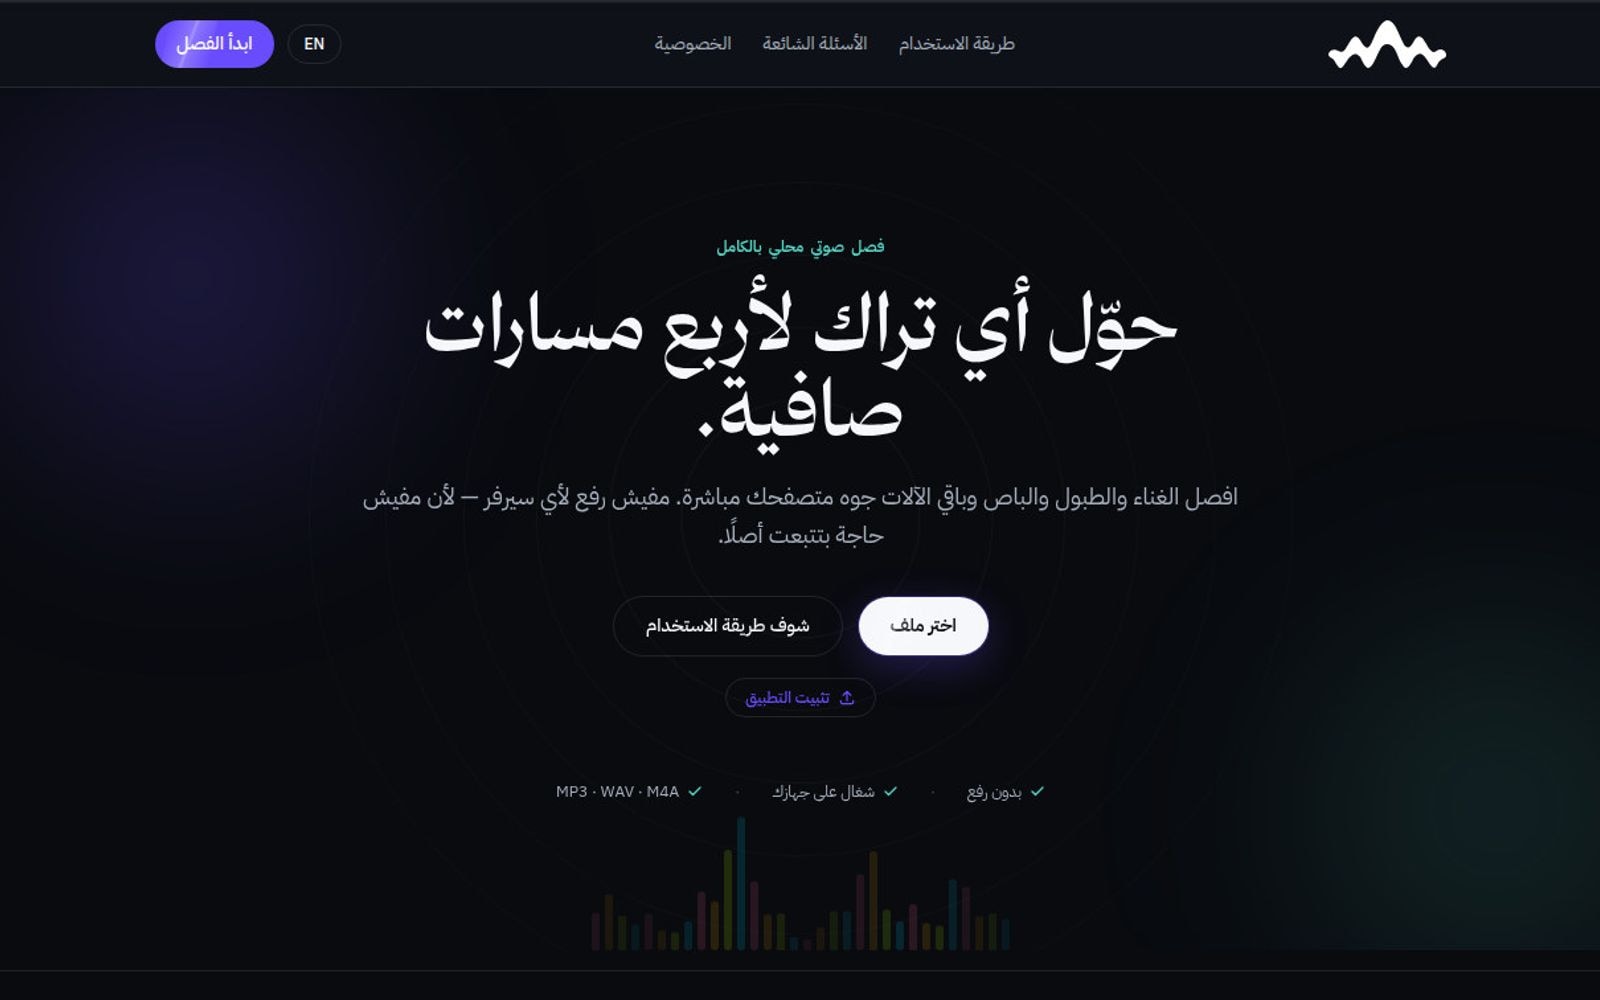 طريقة الاستخدام
الأسئلة الشائعة
الخصوصية
EN
ابدأ الفصل
فصل صوتي محلي بالكامل
حوّل أي تراك لأربع مسارات
صافية.
افصل الغناء والطبول والباص وباقي الآلات جوه متصفحك مباشرة. مفيش رفع لأي سيرفر — لأن مفيش
حاجة بتتبعت أصلًا.
اختر ملف
شوف طريقة الاستخدام
تثبيت التطبيق
بدون رفع · شغال على جهازك · MP3 · WAV · M4A